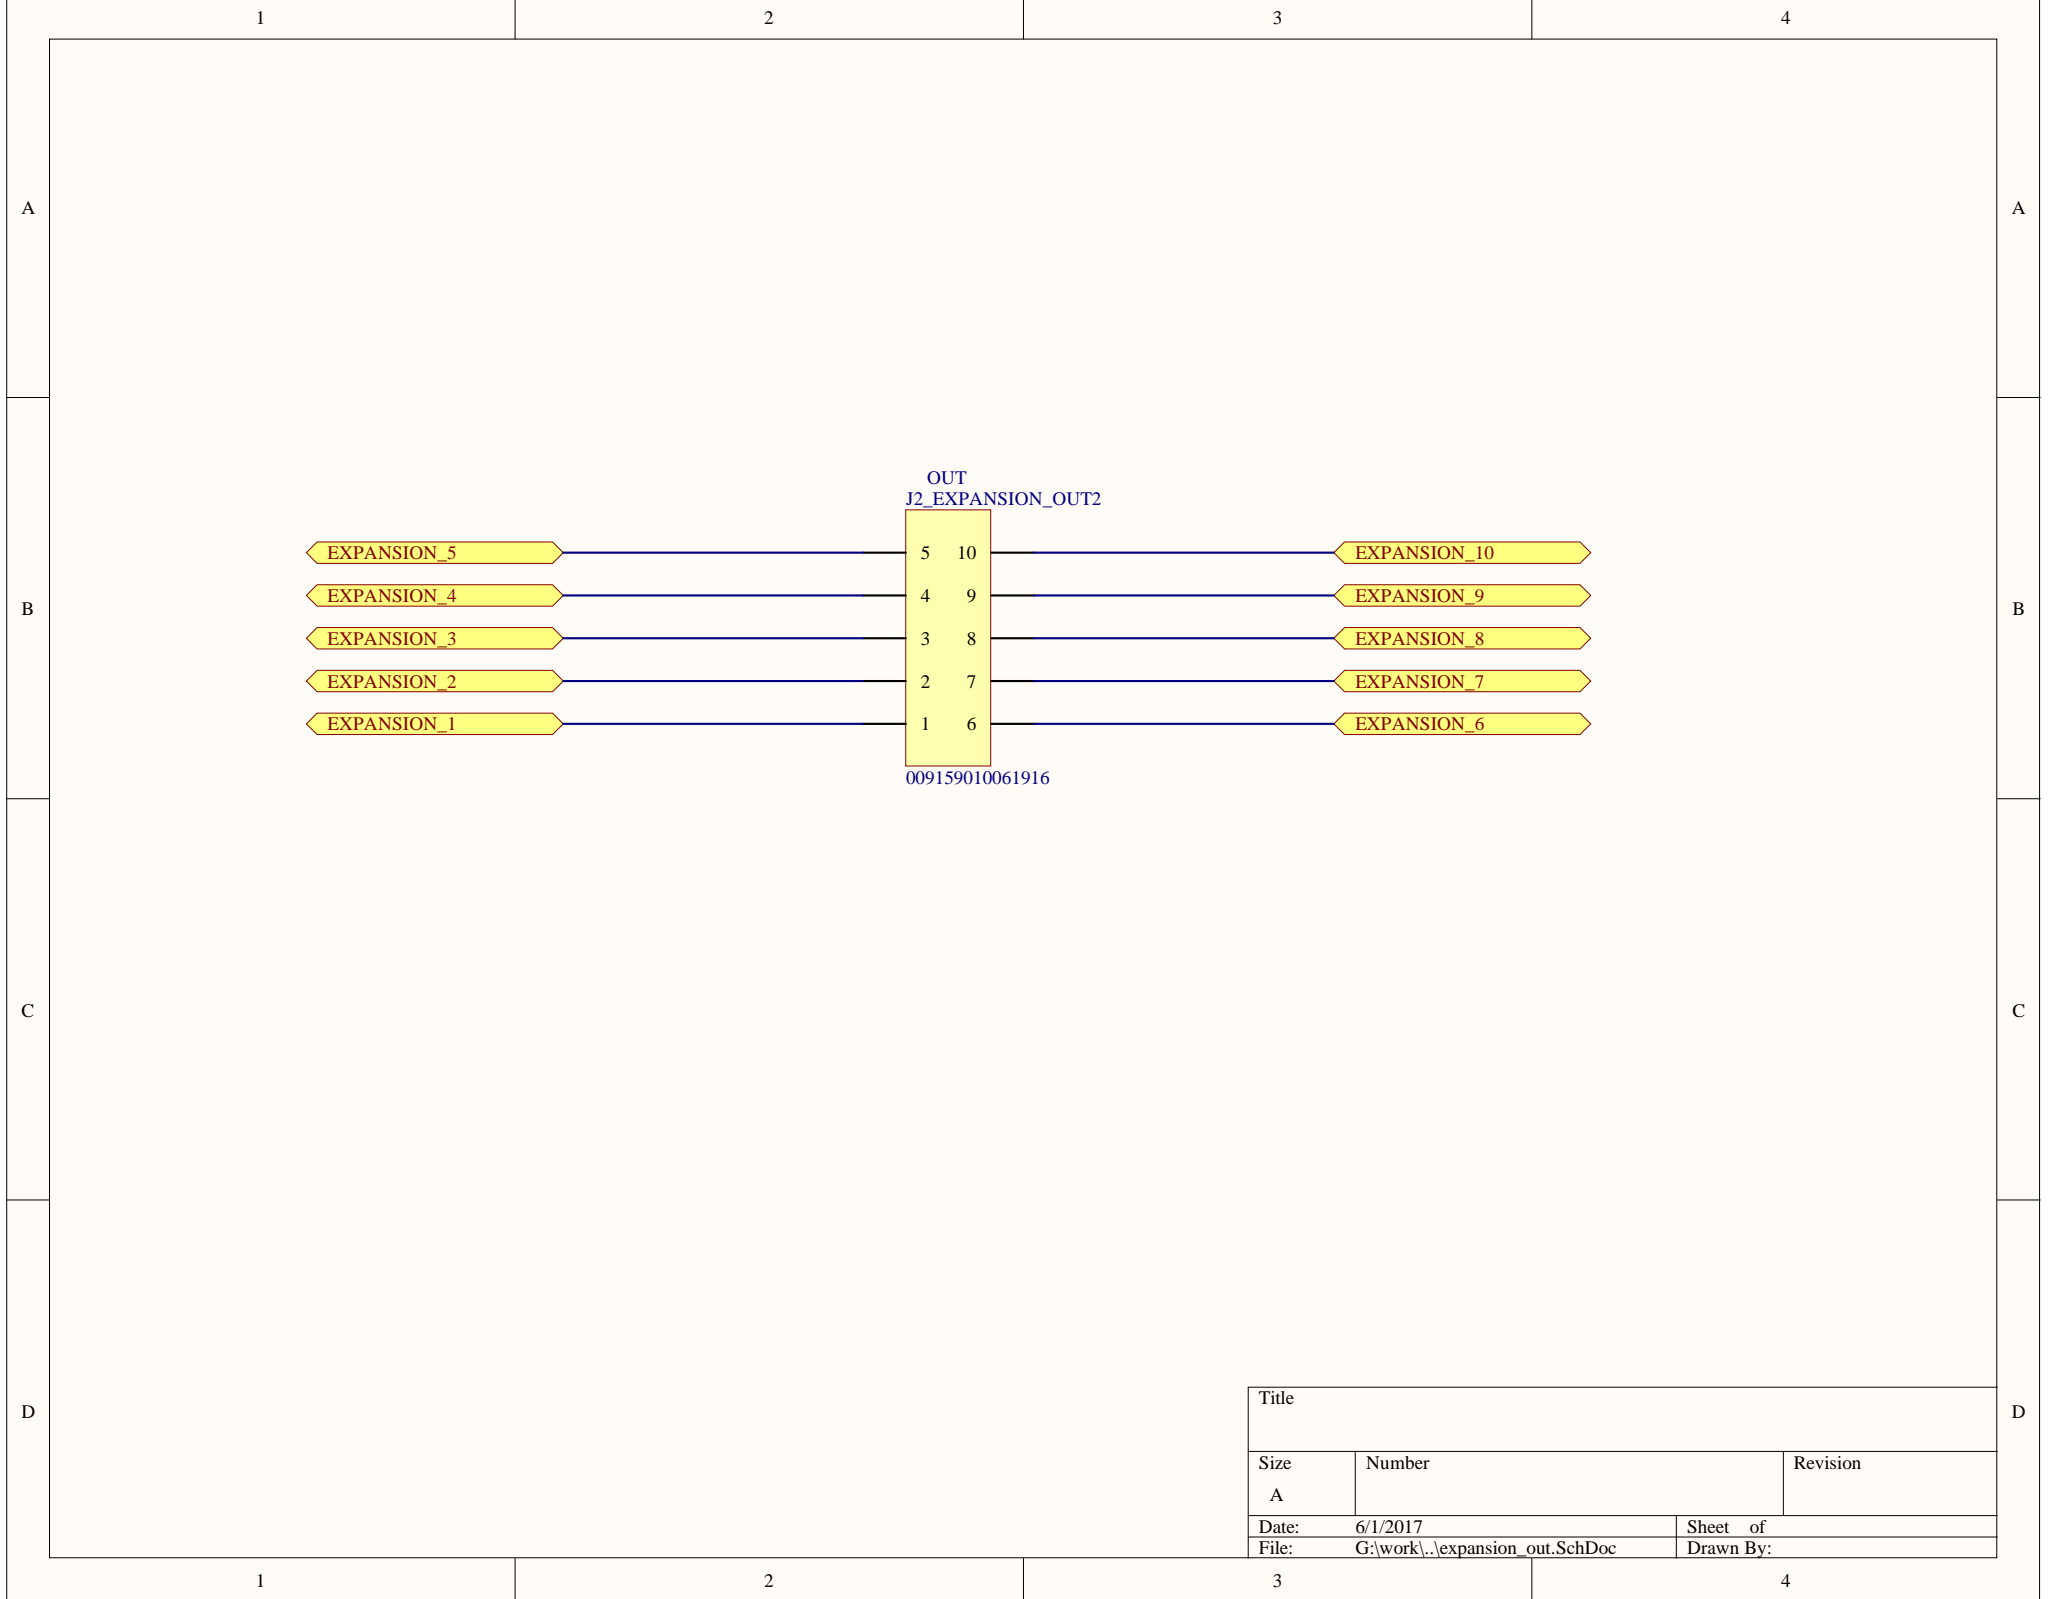 1 2 3 4
A A
OUT
J2_EXPANSION_OUT2
EXPANSION_5 5 10 EXPANSION_10
EXPANSION_4 4 9 EXPANSION_9
B B
EXPANSION_3 3 8 EXPANSION_8
EXPANSION_2 2 7 EXPANSION_7
EXPANSION_1 1 6 EXPANSION_6
009159010061916
C C
Title
D D
Size Number Revision
A
Date: 6/1/2017 Sheet of
File: G:\work\..\expansion_out.SchDoc Drawn By:
1 2 3 4